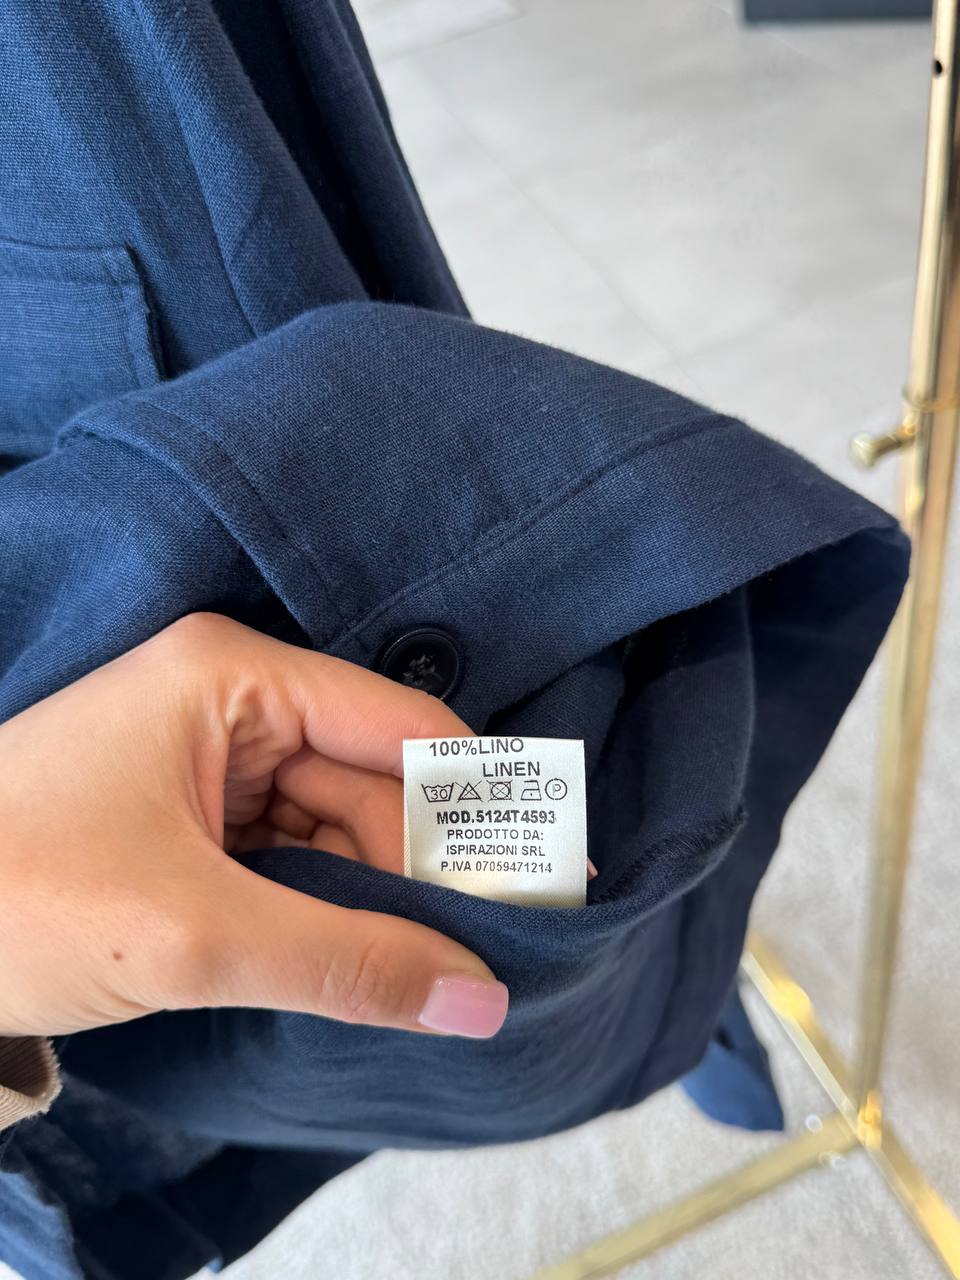 100%LINO
LINEN
30 P
MOD.5124T4593
PRODOTTO DA:
ISPIRAZIONI SRL
P.IVA 07059471214